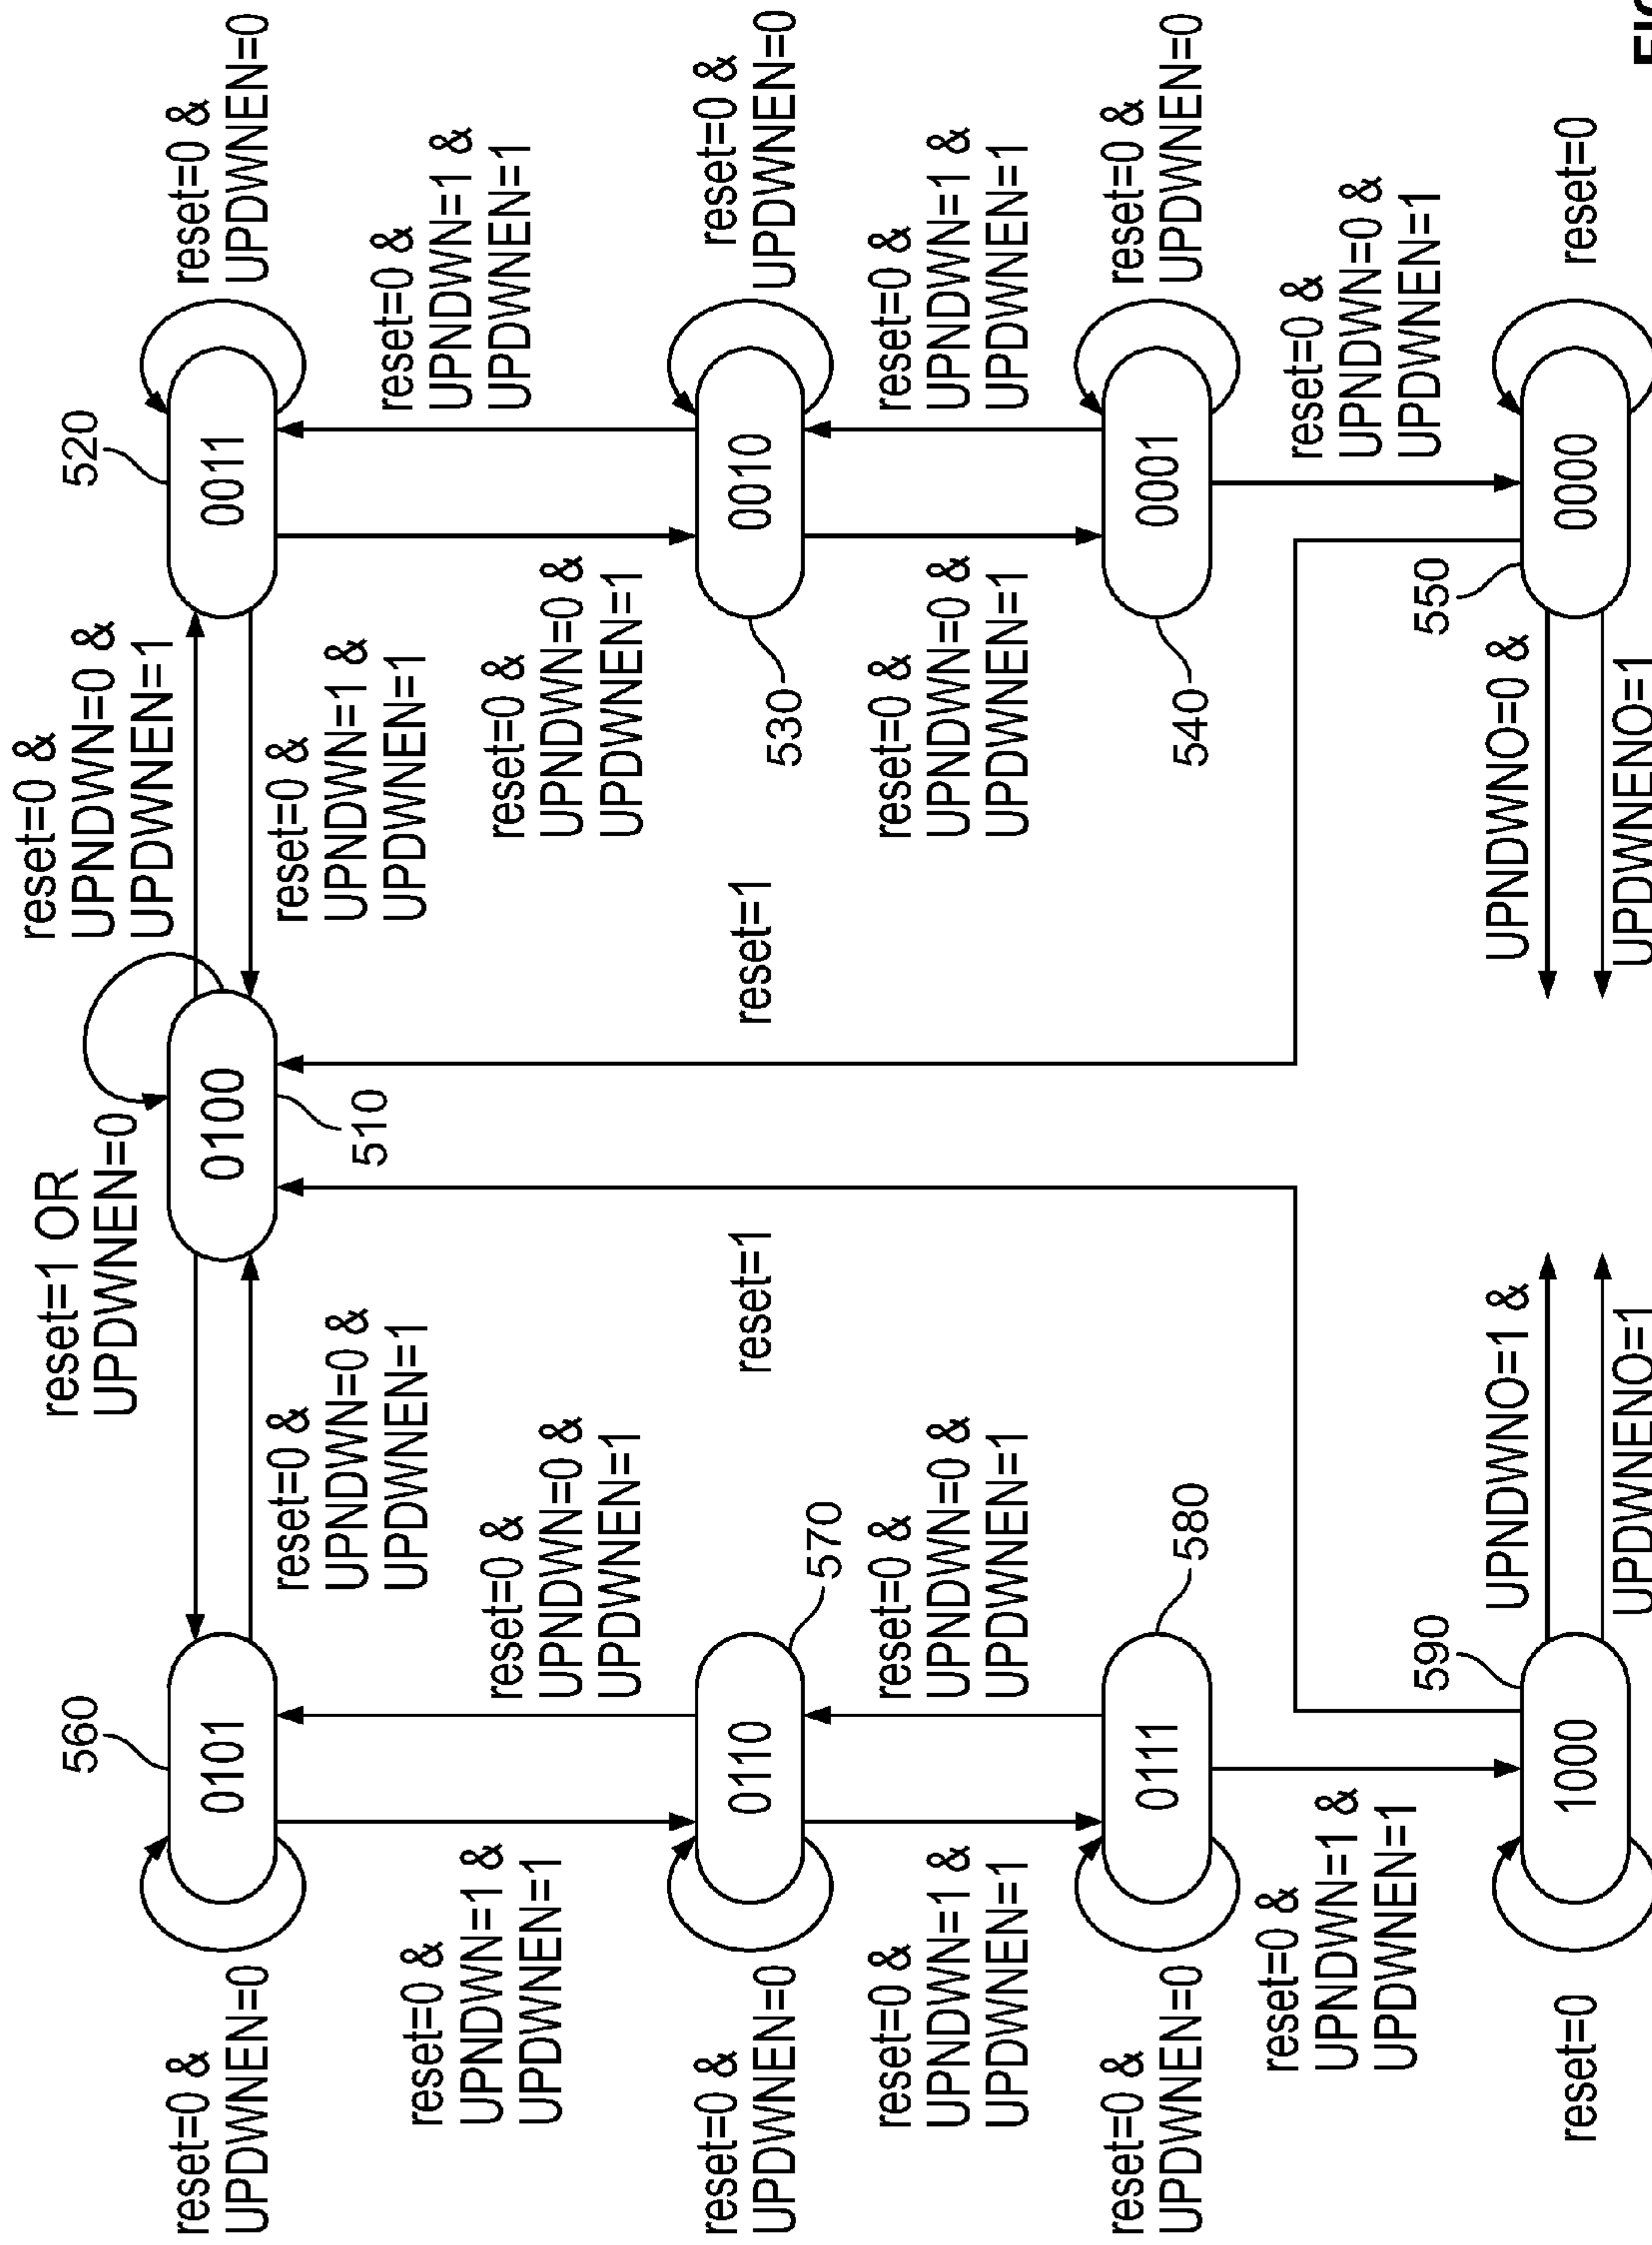 reset=1 OR
UPDWNEN=0
reset=0 &
UPNDWN=0 &
UPDWNEN=1
560
520
reset=0 &
UPDWNEN=0
0101
0100
0011
reset=0 &
UPDWNEN=0
reset=0 &
UPNDWN=0 &
UPDWNEN=1
510
reset=0 &
UPNDWN=1 &
UPDWNEN=1
reset=0 &
UPNDWN=1 &
UPDWNEN=1
reset=0 &
UPNDWN=0 &
UPDWNEN=1
reset=0 &
UPNDWN=0 &
UPDWNEN=1
reset=0 &
UPNDWN=1 &
UPDWNEN=1
reset=0 &
UPDWNEN=0
0110
570
reset=1
reset=1
530
0010
reset=0 &
UPDWNEN=0
reset=0 &
UPNDWN=1 &
UPDWNEN=1
reset=0 &
UPNDWN=0 &
UPDWNEN=1
reset=0 &
UPNDWN=0 &
UPDWNEN=1
reset=0 &
UPNDWN=1 &
UPDWNEN=1
reset=0 &
UPDWNEN=0
0111
580
540
0001
reset=0 &
UPDWNEN=0
reset=0 &
UPNDWN=1 &
UPDWNEN=1
reset=0 &
UPNDWN=0 &
UPDWNEN=1
590
550
reset=0
1000
UPNDWNO=1 &
UPDWNENO=1
UPNDWNO=0 &
UPDWNENO=1
0000
reset=0